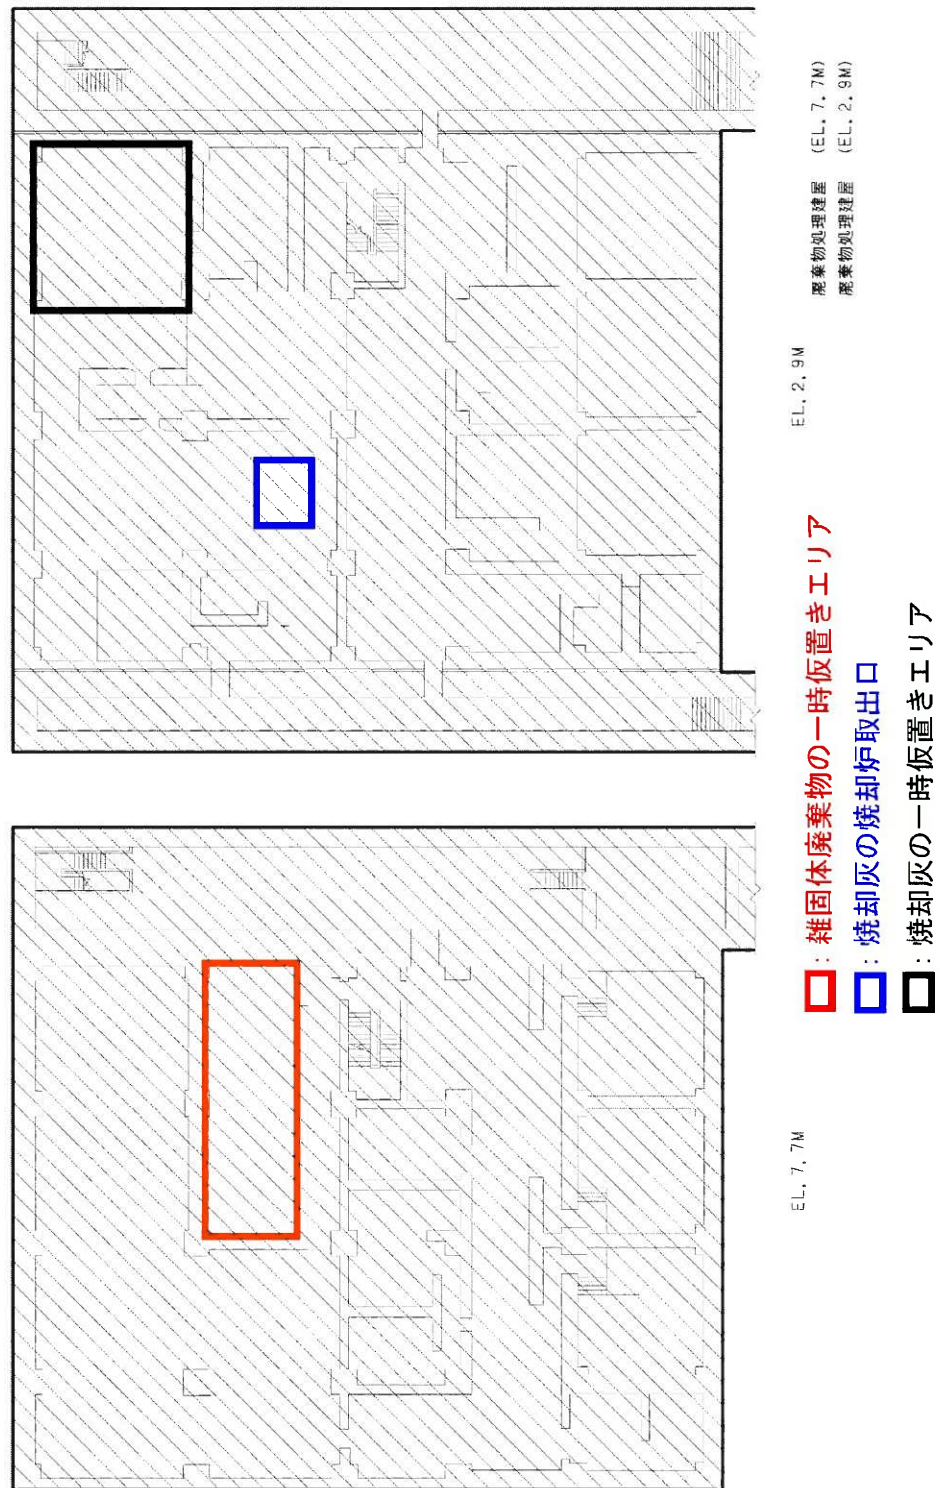 EL. 7. 7M
EL. 2. 9M
廃棄物処理建屋 (EL. 7. 7M)
廃棄物処理建屋 (EL. 2. 9M)
: 雑固体廃棄物の一時仮置きエリア
: 焼却灰の焼却炉取出口
: 焼却灰の一時仮置きエリア